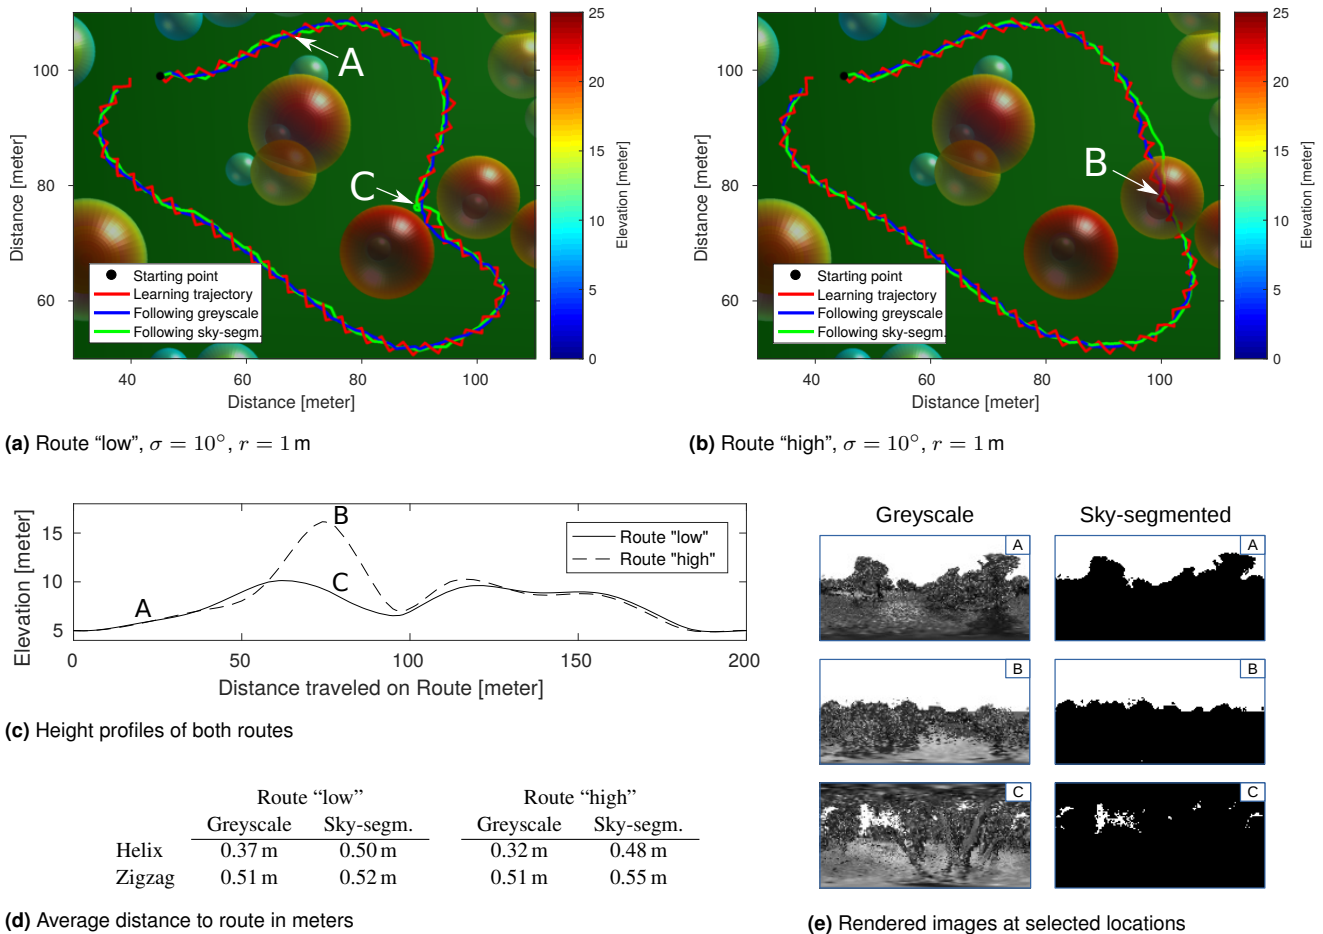 25
20
15
10
5
0
Elevation [meter]
100
80
60
Distance [meter]
A
C
Starting point
Learning trajectory
Following greyscale
Following sky-segm.
40 60 80 100
Distance [meter]
(a) Route “low”, σ = 10°, r = 1 m
25
20
15
10
5
0
Elevation [meter]
100
80
60
Distance [meter]
B
Starting point
Learning trajectory
Following greyscale
Following sky-segm.
40 60 80 100
Distance [meter]
(b) Route “high”, σ = 10°, r = 1 m
Elevation [meter]
15
10
5
A
B
C
Route "low"
Route "high"
0 50 100 150 200
Distance traveled on Route [meter]
(c) Height profiles of both routes
Route “low” Route “high”
Greyscale Sky-segm. Greyscale Sky-segm.
Helix 0.37 m 0.50 m 0.32 m 0.48 m
Zigzag 0.51 m 0.52 m 0.51 m 0.55 m
(d) Average distance to route in meters
Greyscale Sky-segmented
A A
B B
C C
(e) Rendered images at selected locations